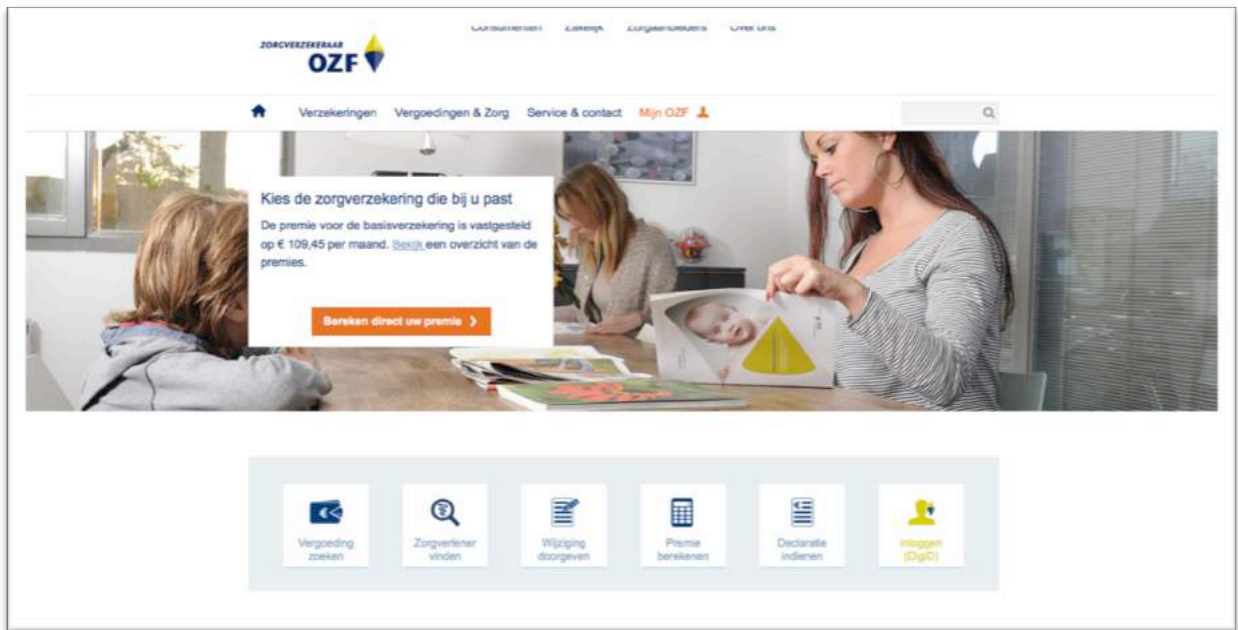 Consumenten Zakelijk Zorgaanbieders Over ons
ZORGVERZEKERAAR
OZF
Verzekeringen Vergoedingen & Zorg Service & contact Mijn OZF
Kies de zorgverzekering die bij u past
De premie voor de basisverzekering is vastgesteld
op € 109,45 per maand. Bekijk een overzicht van de
premies.
Bereken direct uw premie
Vergoeding
zoeken
Zorgverlener
vinden
Wijziging
doorgeven
Premie
berekenen
Declaratie
indienen
Inloggen
(DigiD)